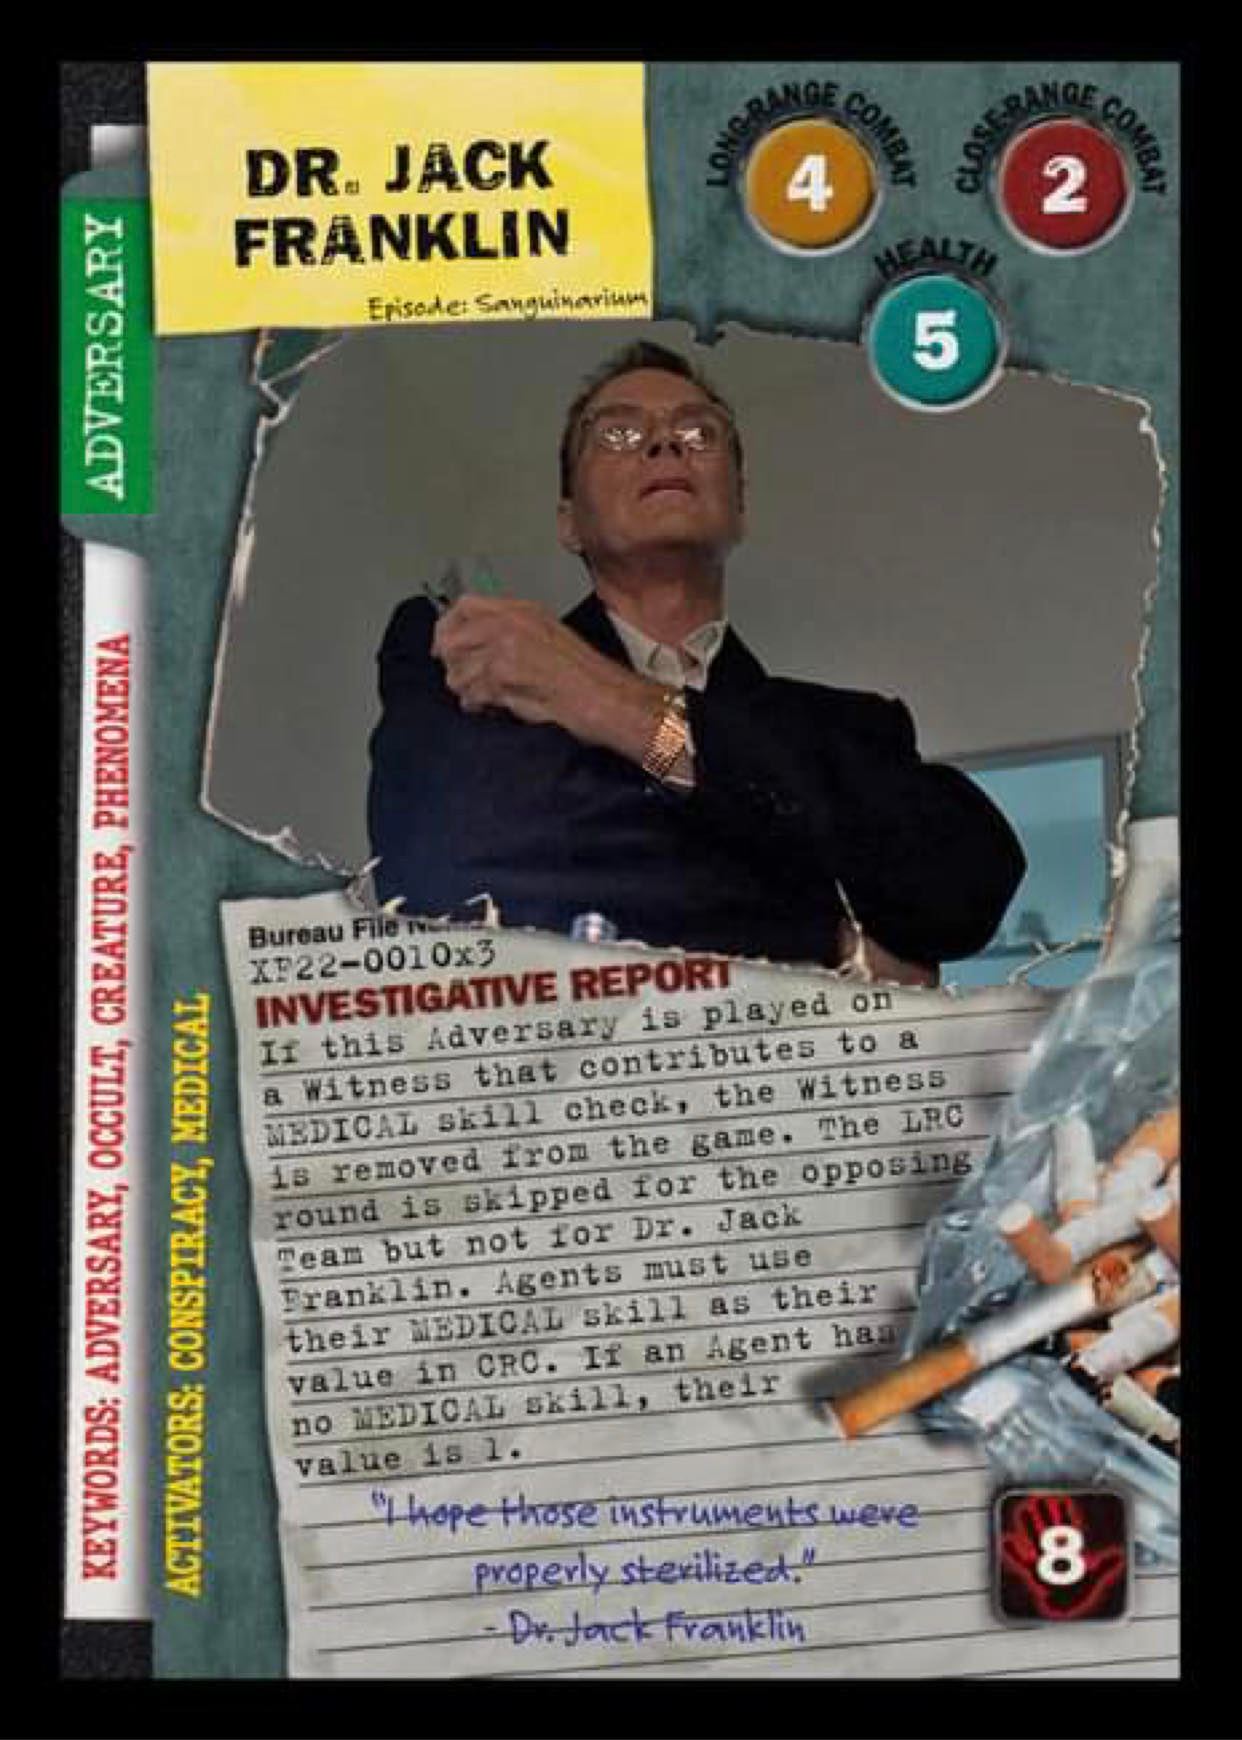 DR. JACK
FRANKLIN
Episode: Sanguinarium
LONG-RANGE COMBAT
4
CLOSE-RANGE COMBAT
2
HEALTH
5
ADVERSARY
KEYWORDS: ADVERSARY, OCCULT, CREATURE, PHENOMENA
ACTIVATORS: CONSPIRACY, MEDICAL
Bureau File
XF22-0010x3
INVESTIGATIVE REPORT
If this Adversary is played on
a Witness that contributes to a
MEDICAL skill check, the Witness
is removed from the game. The LRC
round is skipped for the opposing
Team but not for Dr. Jack
Franklin. Agents must use
their MEDICAL skill as their
value in CRC. If an Agent has
no MEDICAL skill, their
value is 1.
"I hope those instruments were
properly sterilized."
- Dr. Jack Franklin
8